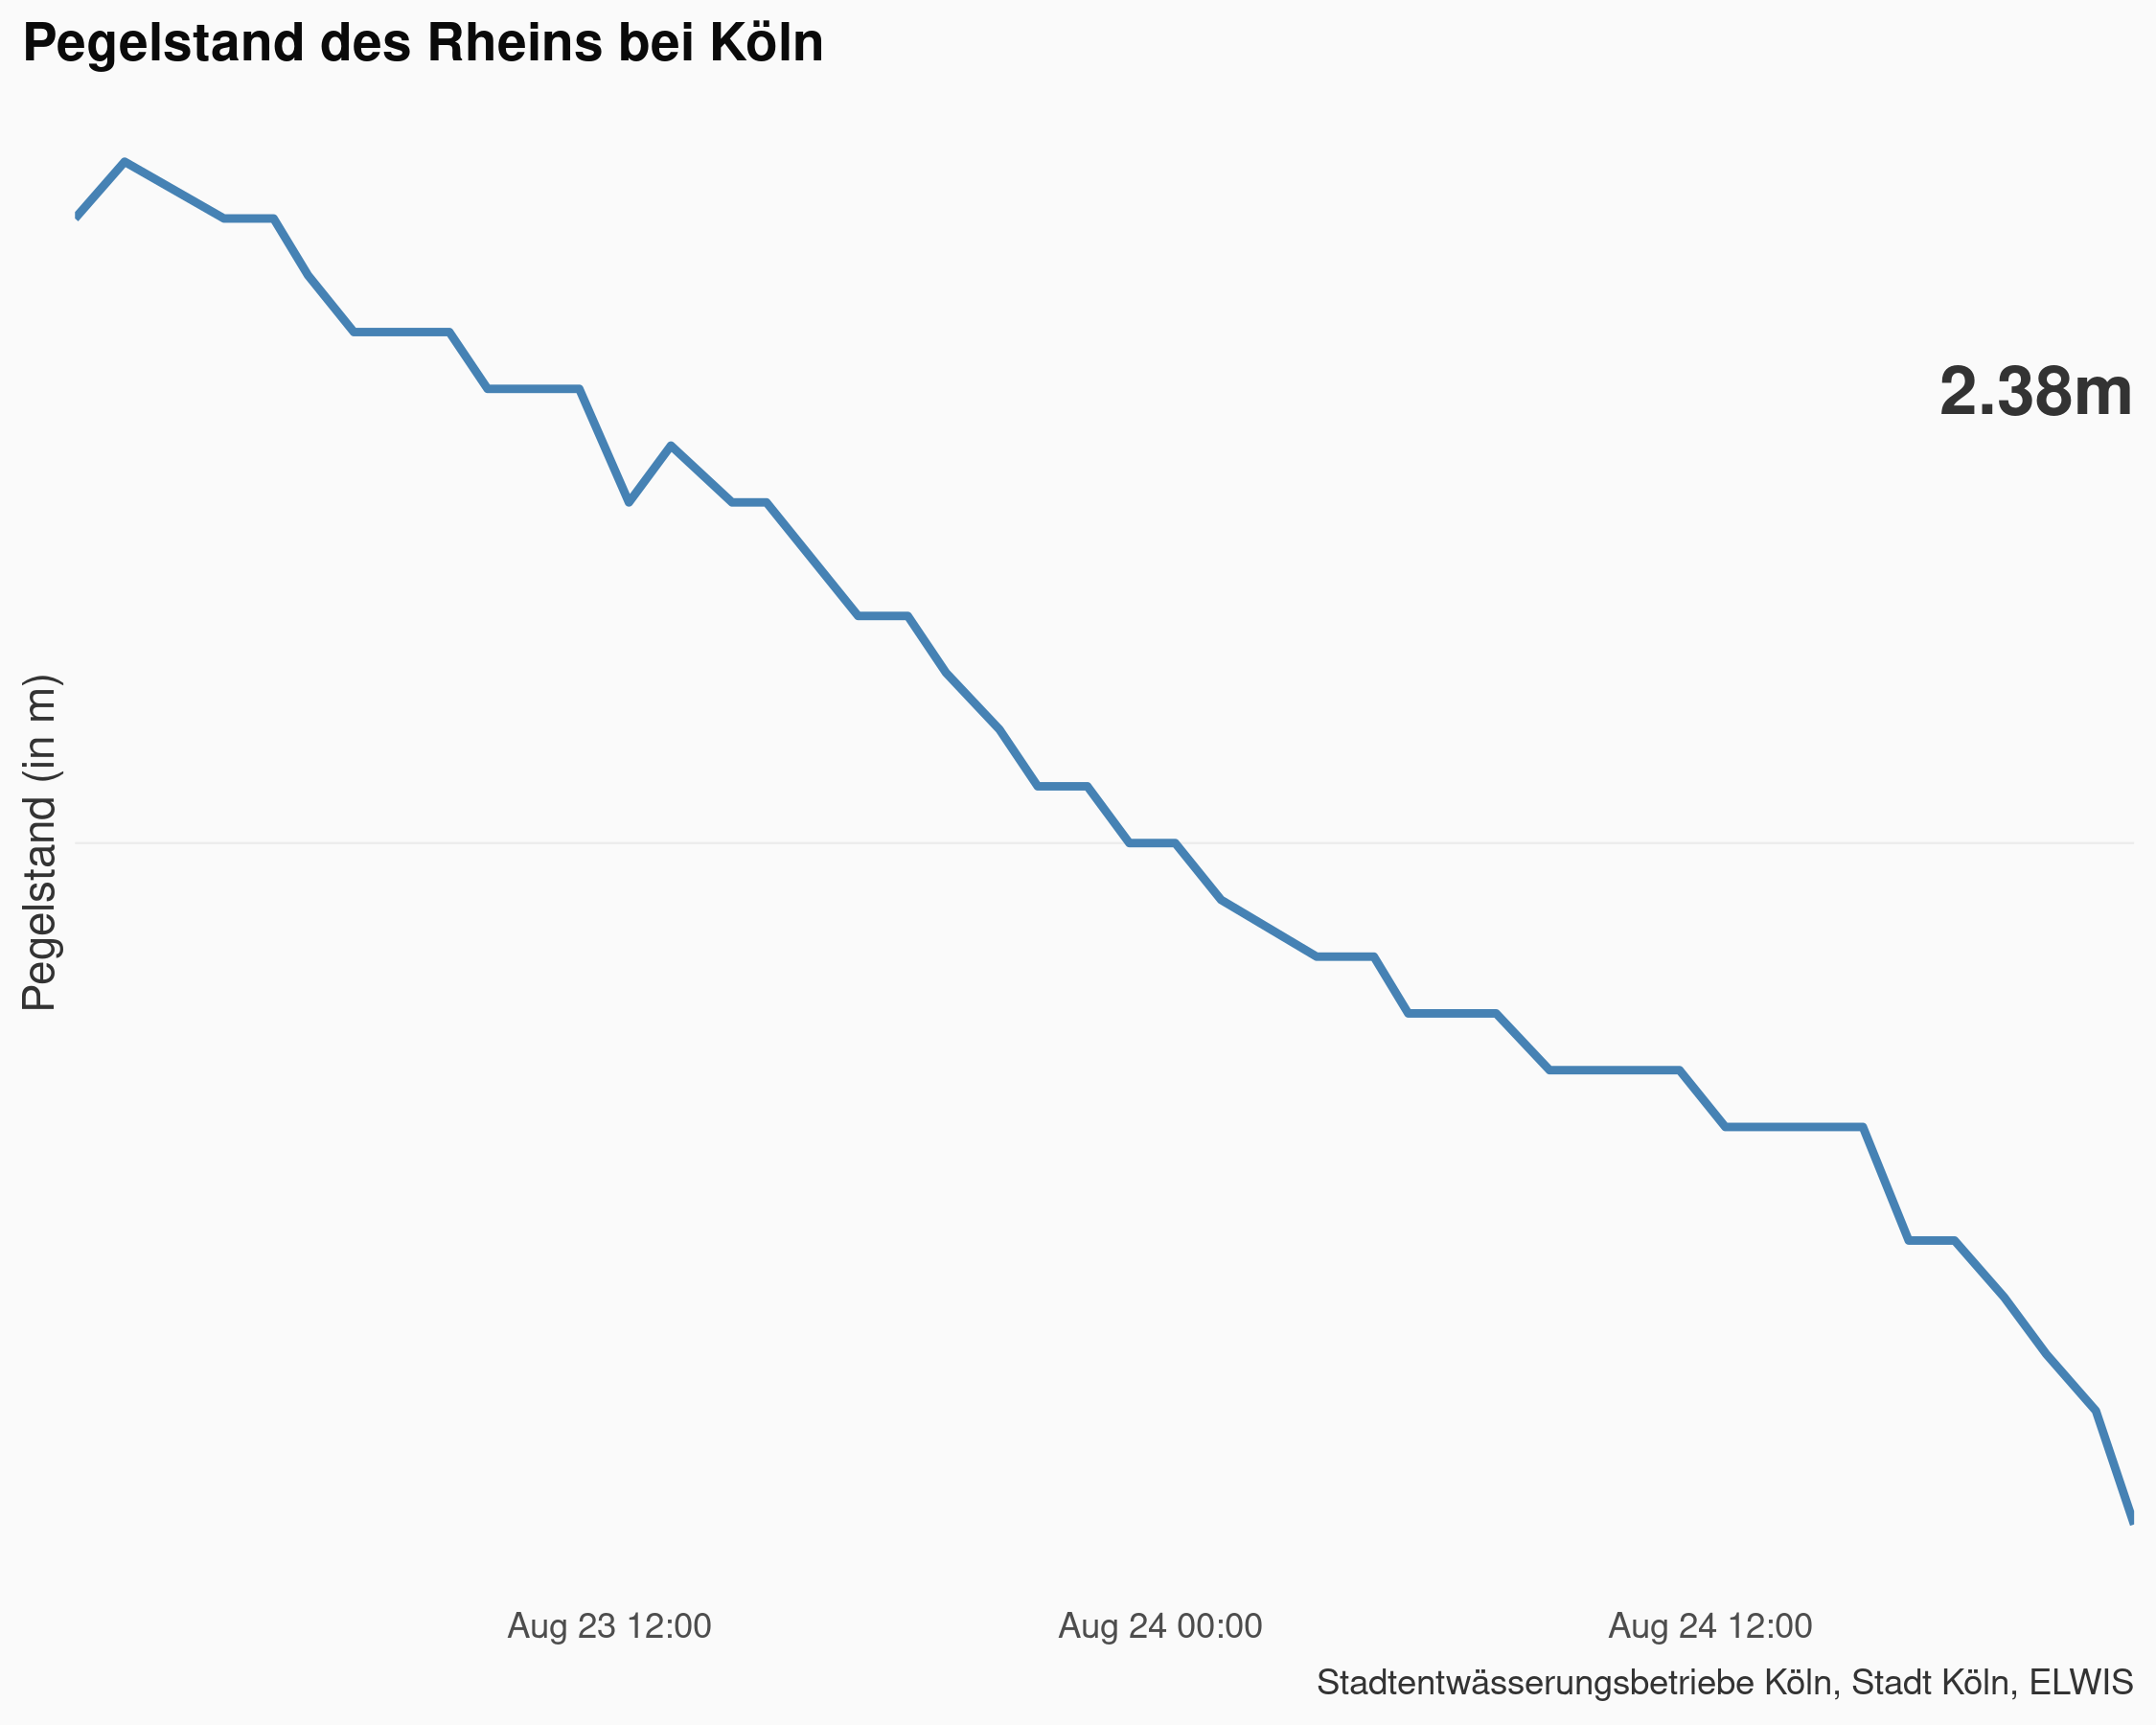 Pegelstand des Rheins bei Köln
2.38m
Pegelstand (in m)
Aug 23 12:00
Aug 24 00:00
Aug 24 12:00
Stadtentwässerungsbetriebe Köln, Stadt Köln, ELWIS